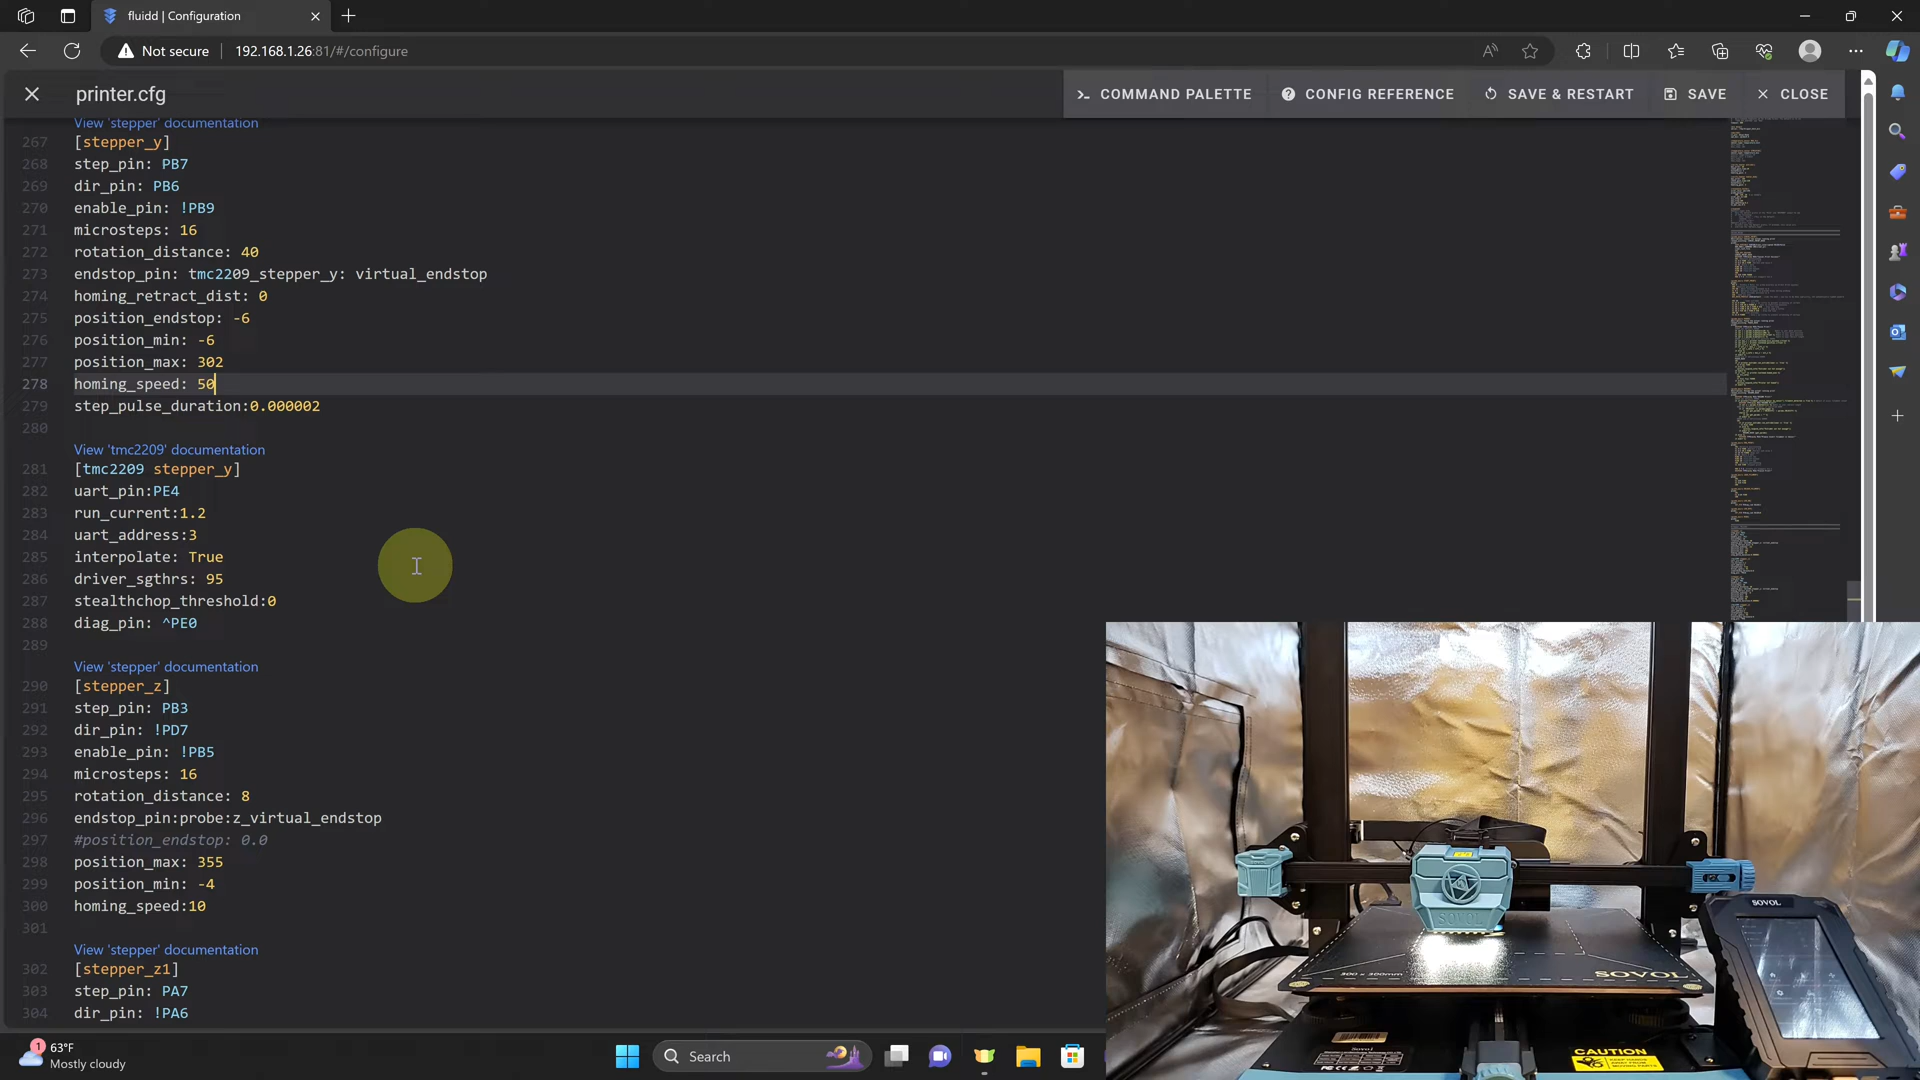 fluidd | Configuration
Not secure
192.168.1.26:81/#/configure
printer.cfg
COMMAND PALETTE
CONFIG REFERENCE
SAVE & RESTART
SAVE
CLOSE
View 'stepper' documentation
267 [stepper_y]
268 step_pin: PB7
269 dir_pin: PB6
270 enable_pin: !PB9
271 microsteps: 16
272 rotation_distance: 40
273 endstop_pin: tmc2209_stepper_y: virtual_endstop
274 homing_retract_dist: 0
275 position_endstop: -6
276 position_min: -6
277 position_max: 302
278 homing_speed: 50
279 step_pulse_duration:0.000002
280
View 'tmc2209' documentation
281 [tmc2209 stepper_y]
282 uart_pin:PE4
283 run_current:1.2
284 uart_address:3
285 interpolate: True
286 driver_sgthrs: 95
287 stealthchop_threshold:0
288 diag_pin: ^PE0
289
View 'stepper' documentation
290 [stepper_z]
291 step_pin: PB3
292 dir_pin: !PD7
293 enable_pin: !PB5
294 microsteps: 16
295 rotation_distance: 8
296 endstop_pin:probe:z_virtual_endstop
297 #position_endstop: 0.0
298 position_max: 355
299 position_min: -4
300 homing_speed:10
301
View 'stepper' documentation
302 [stepper_z1]
303 step_pin: PA7
304 dir_pin: !PA6
SOVOL
SOVOL
300 x 300mm
SOVOL
CAUTION
1
63°F
Mostly cloudy
Search